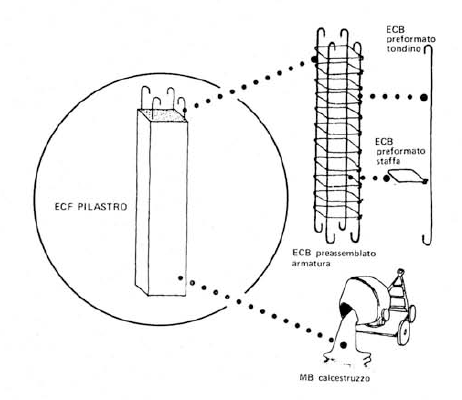 ECB
preformato
tondino
ECB
preformato
staffa
ECF PILASTRO
ECB preassemblato
armatura
MB calcestruzzo